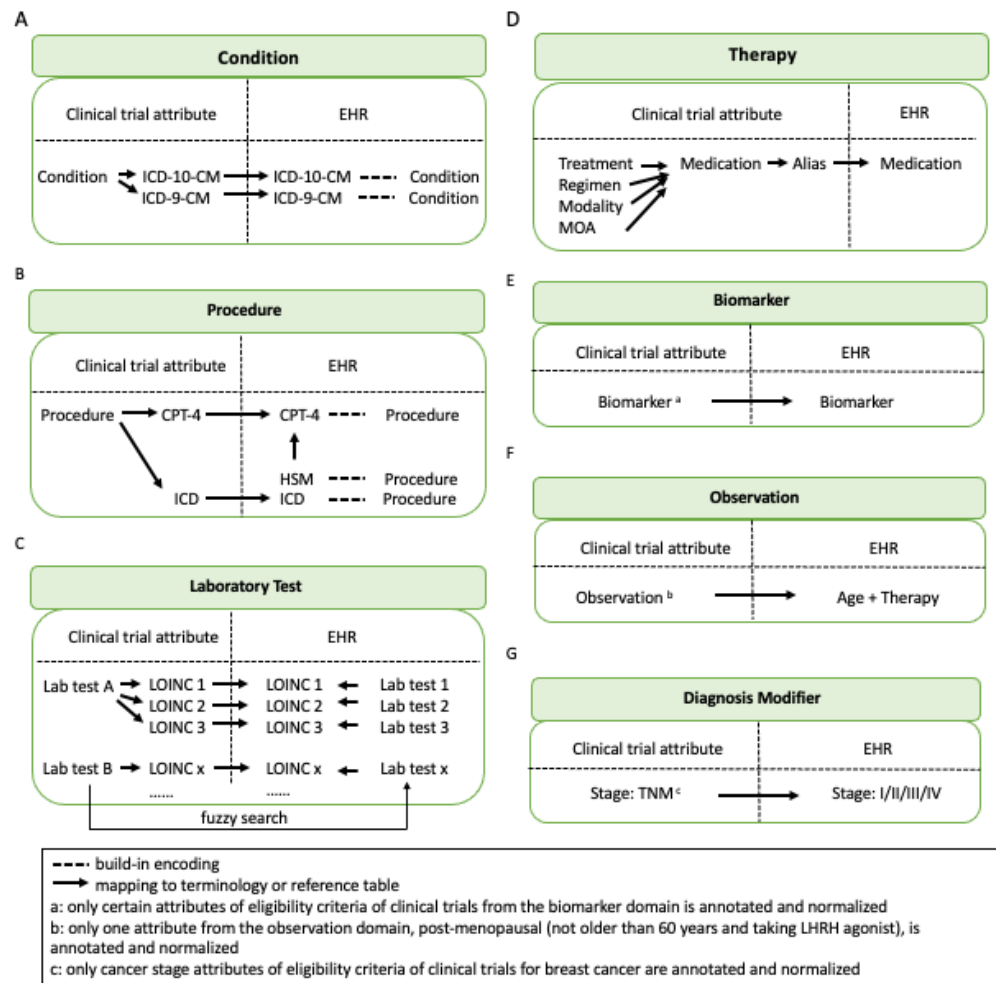 A
Condition
Clinical trial attribute EHR
Condition ICD-10-CM ICD-10-CM Condition
ICD-9-CM ICD-9-CM Condition
B
Procedure
Clinical trial attribute EHR
Procedure CPT-4 CPT-4 Procedure
HSM Procedure
ICD ICD Procedure
C
Laboratory Test
Clinical trial attribute EHR
Lab test A LOINC 1 LOINC 1 Lab test 1
LOINC 2 LOINC 2 Lab test 2
LOINC 3 LOINC 3 Lab test 3
Lab test B LOINC x LOINC x Lab test x
...... ......
fuzzy search
D
Therapy
Clinical trial attribute EHR
Treatment Medication Alias Medication
Regimen
Modality
MOA
E
Biomarker
Clinical trial attribute EHR
Biomarker a Biomarker
F
Observation
Clinical trial attribute EHR
Observation b Age + Therapy
G
Diagnosis Modifier
Clinical trial attribute EHR
Stage: TNM c Stage: I/II/III/IV
build-in encoding
mapping to terminology or reference table
a: only certain attributes of eligibility criteria of clinical trials from the biomarker domain is annotated and normalized
b: only one attribute from the observation domain, post-menopausal (not older than 60 years and taking LHRH agonist), is
annotated and normalized
c: only cancer stage attributes of eligibility criteria of clinical trials for breast cancer are annotated and normalized